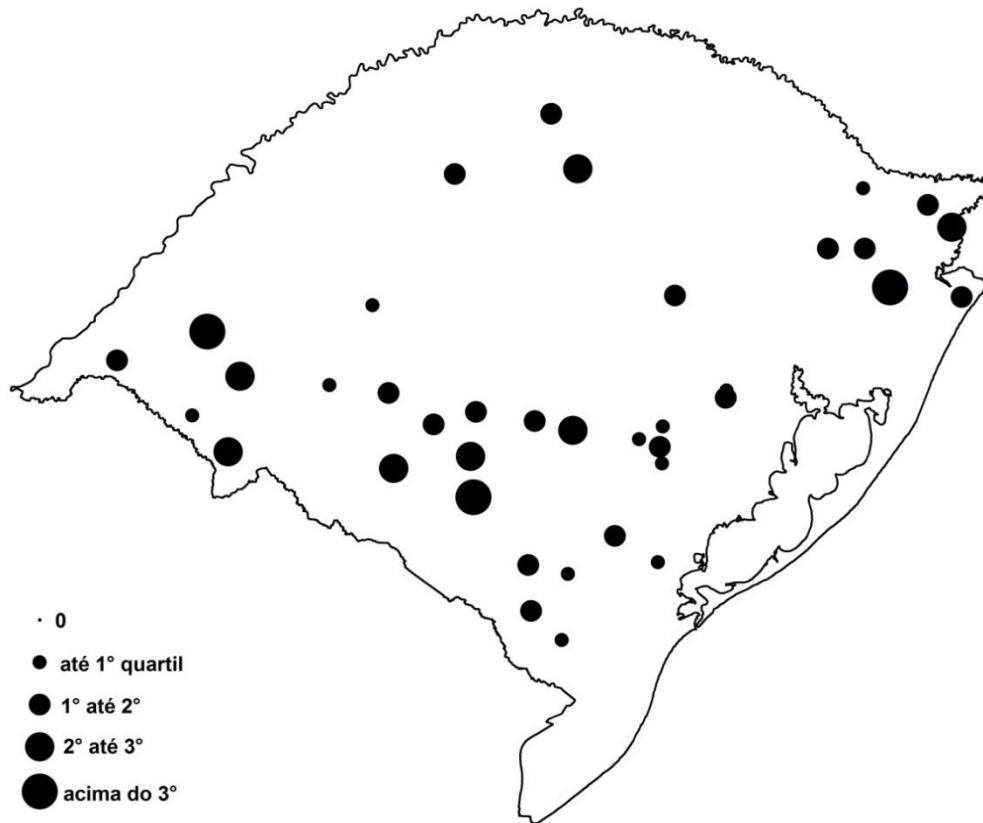 0
até 1° quartil
1° até 2°
2° até 3°
acima do 3°